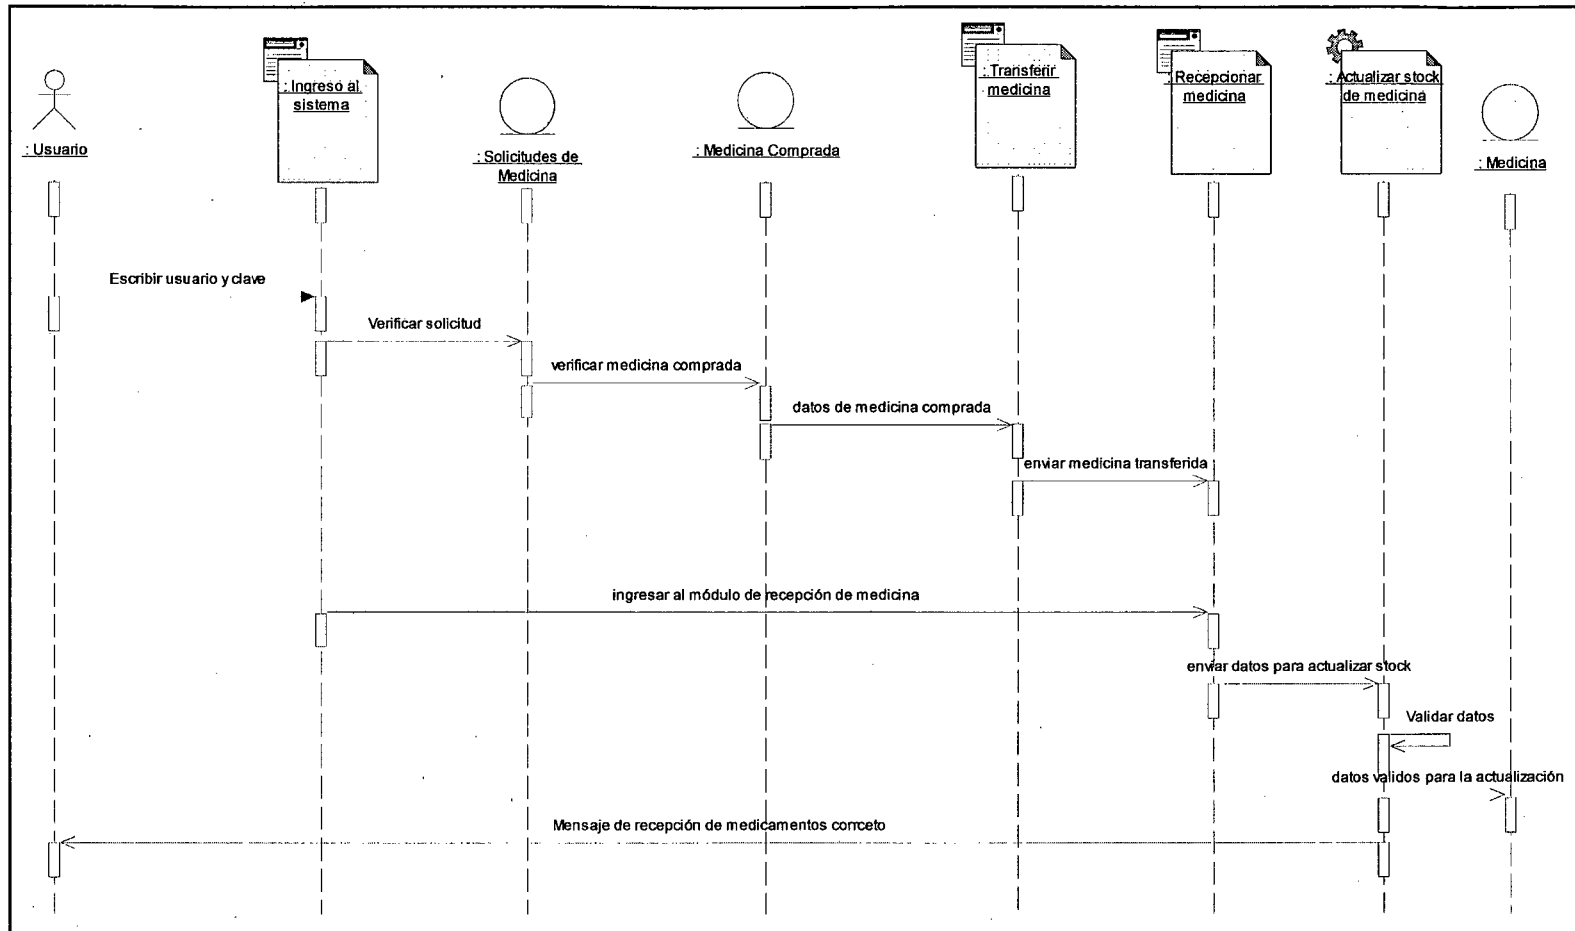 : Usuario
: Ingreso al
sistema
: Solicitudes de
Medicina
: Medicina Comprada
: Transferir
medicina
: Recepcionar
medicina
: Actualizar stock
de medicina
: Medicina
Escribir usuario y clave
Verificar solicitud
verificar medicina comprada
datos de medicina comprada
enviar medicina transferida
ingresar al módulo de recepción de medicina
enviar datos para actualizar stock
Validar datos
datos validos para la actualización
Mensaje de recepción de medicamentos corrceto